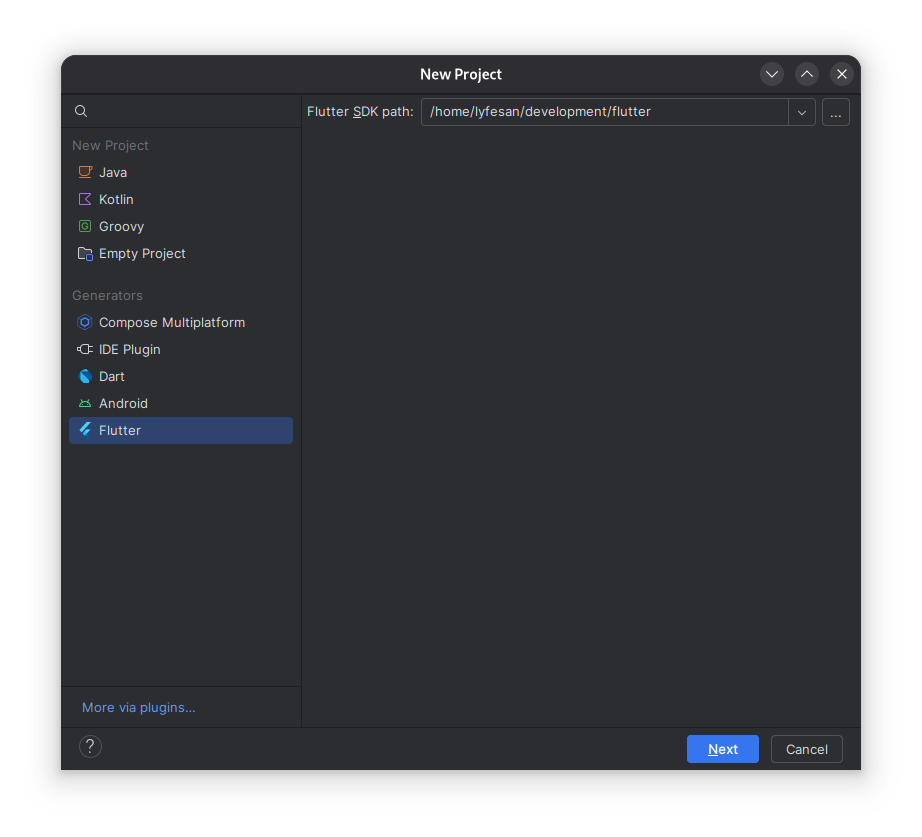 New Project
Flutter SDK path: /home/lyfesan/development/flutter ...
New Project
Java
Kotlin
G Groovy
Empty Project
Generators
Compose Multiplatform
IDE Plugin
Dart
Android
Flutter
More via plugins...
? Next Cancel